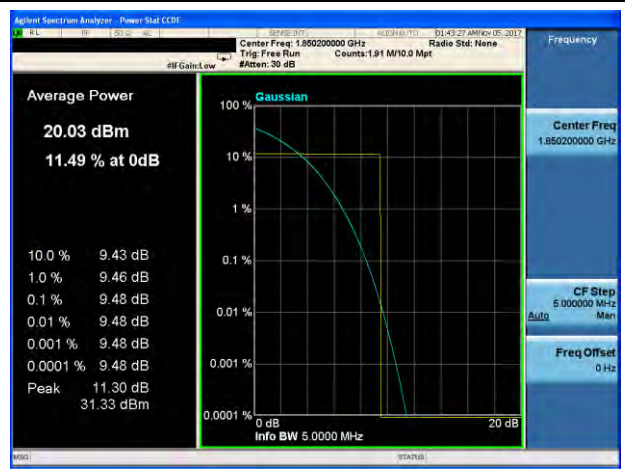 Agilent Spectrum Analyzer - Power Stat CCDF
RL RF 50 Ω AC SENSE:INT ALIGN AUTO 01:43:27 AM Nov 05, 2017
Center Freq: 1.850200000 GHz Radio Std: None
Trig: Free Run Counts:1.91 M/10.0 Mpt
#IFGain:Low #Atten: 30 dB
Frequency
Average Power
20.03 dBm
11.49 % at 0dB
10.0 % 9.43 dB
1.0 % 9.46 dB
0.1 % 9.48 dB
0.01 % 9.48 dB
0.001 % 9.48 dB
0.0001 % 9.48 dB
Peak 11.30 dB
31.33 dBm
Gaussian
100 %
10 %
1 %
0.1 %
0.01 %
0.001 %
0.0001 %
0 dB 20 dB
Info BW 5.0000 MHz
Center Freq
1.850200000 GHz
CF Step
5.000000 MHz
Auto Man
Freq Offset
0 Hz
MSG STATUS